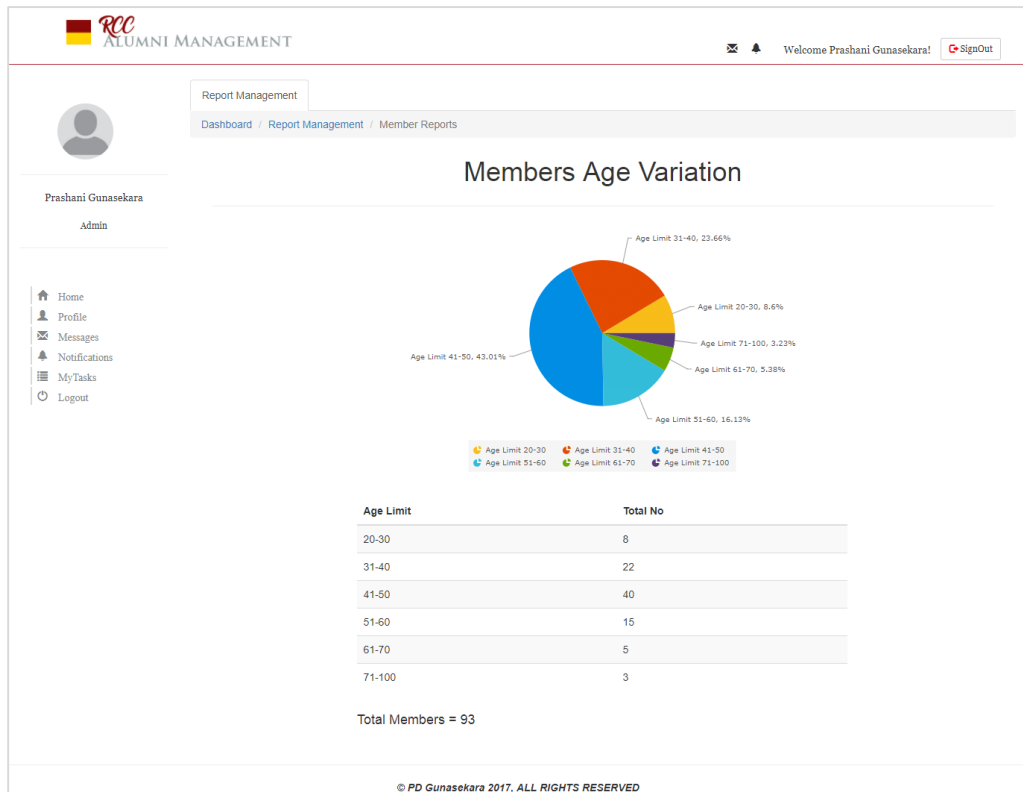 RCC
ALUMNI MANAGEMENT
Welcome Prashani Gunasekara!
SignOut
Report Management
Dashboard / Report Management / Member Reports
Prashani Gunasekara
Admin
Home
Profile
Messages
Notifications
MyTasks
Logout
Members Age Variation
Age Limit 31-40, 23.66%
Age Limit 20-30, 8.6%
Age Limit 71-100, 3.23%
Age Limit 41-50, 43.01%
Age Limit 61-70, 5.38%
Age Limit 51-60, 16.13%
Age Limit 20-30 Age Limit 31-40 Age Limit 41-50
Age Limit 51-60 Age Limit 61-70 Age Limit 71-100
Age Limit Total No
20-30 8
31-40 22
41-50 40
51-60 15
61-70 5
71-100 3
Total Members = 93
© PD Gunasekara 2017, ALL RIGHTS RESERVED